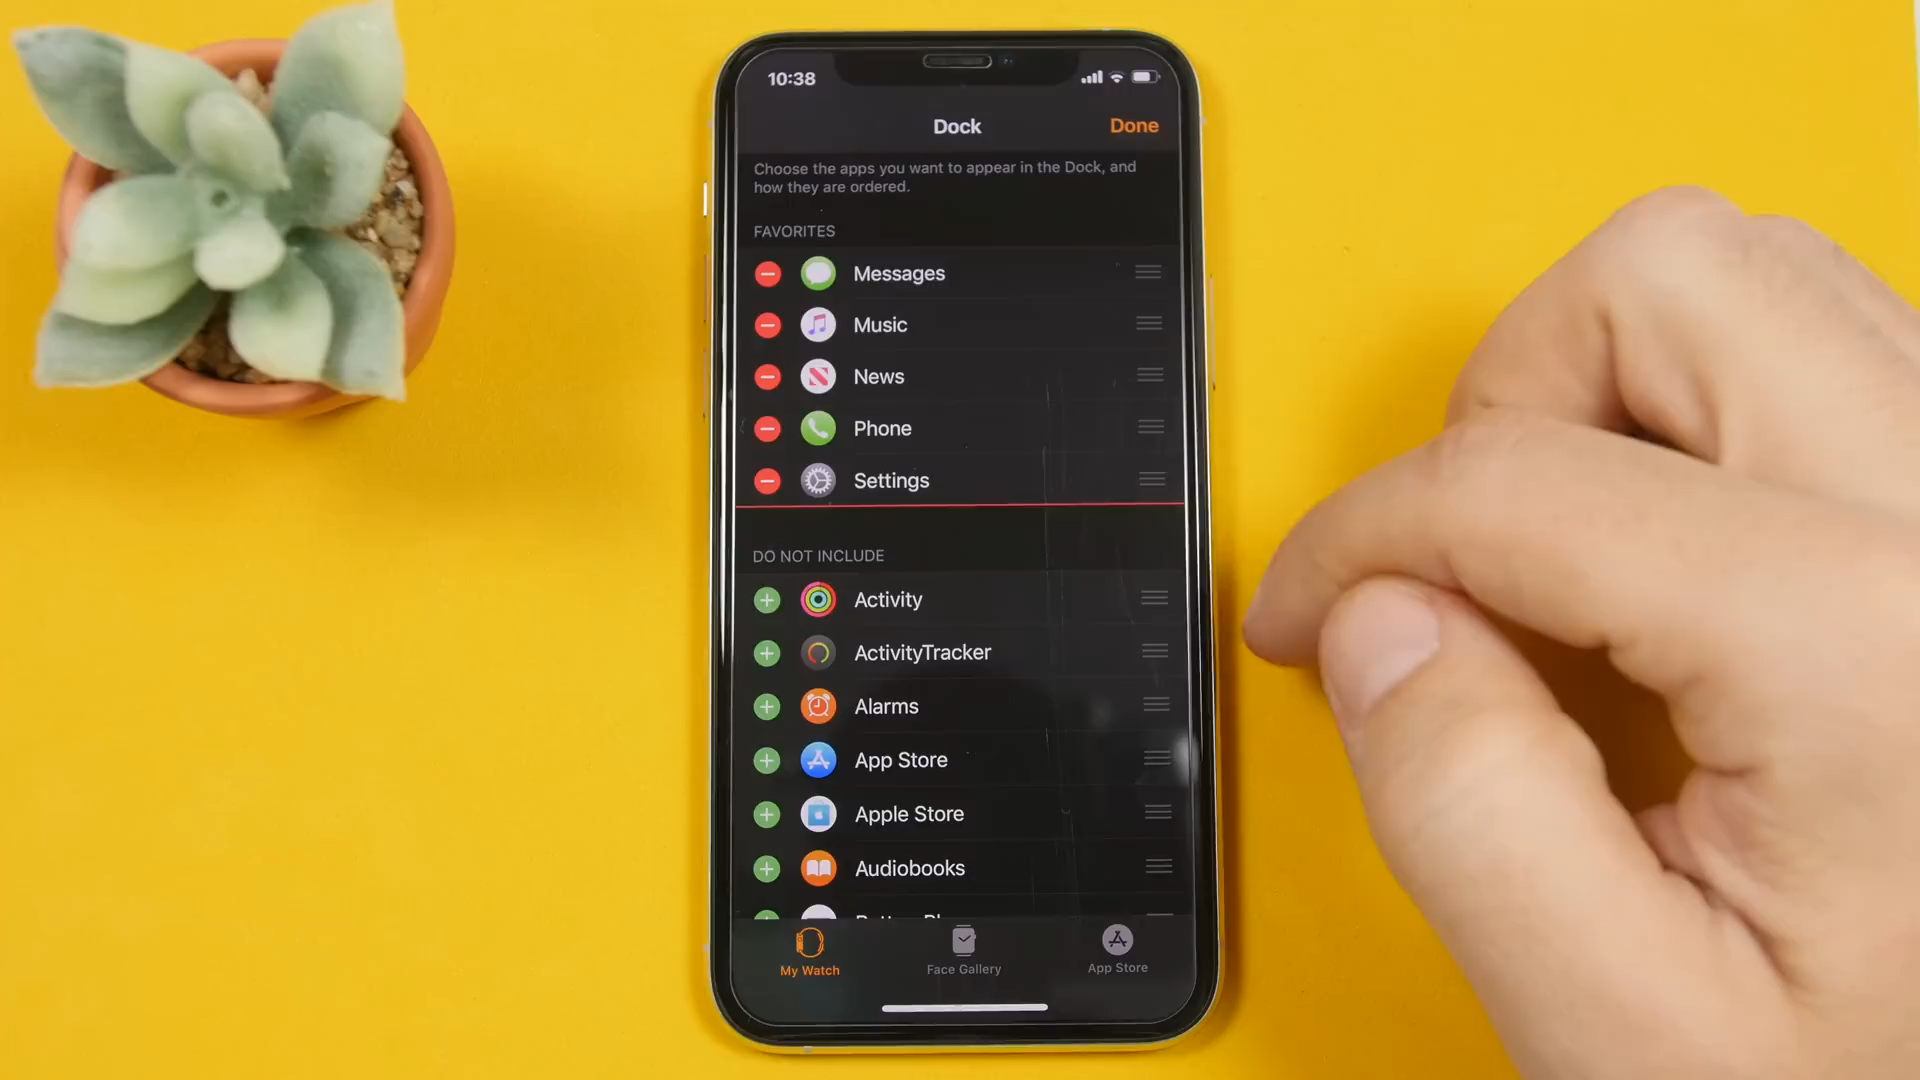 10:38
Dock
Done
Choose the apps you want to appear in the Dock, and
how they are ordered.
FAVORITES
Messages
Music
News
Phone
Settings
DO NOT INCLUDE
Activity
ActivityTracker
Alarms
App Store
Apple Store
Audiobooks
My Watch
Face Gallery
App Store